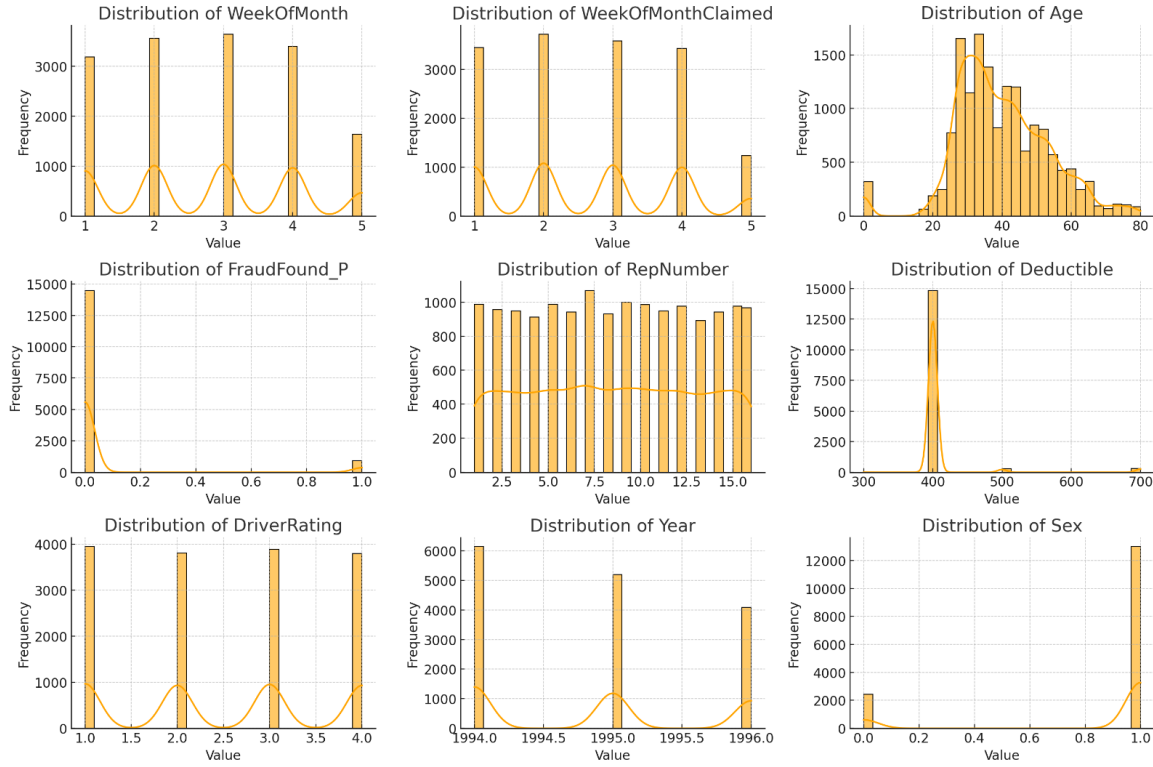 Distribution of WeekOfMonth
Frequency
3000
2000
1000
0
1 2 3 4 5
Value
Distribution of WeekOfMonthClaimed
Frequency
3000
2000
1000
0
1 2 3 4 5
Value
Distribution of Age
Frequency
1500
1000
500
0
0 20 40 60 80
Value
Distribution of FraudFound_P
Frequency
15000
12500
10000
7500
5000
2500
0
0.0 0.2 0.4 0.6 0.8 1.0
Value
Distribution of RepNumber
Frequency
1000
800
600
400
200
0
2.5 5.0 7.5 10.0 12.5 15.0
Value
Distribution of Deductible
Frequency
15000
12500
10000
7500
5000
2500
0
300 400 500 600 700
Value
Distribution of DriverRating
Frequency
4000
3000
2000
1000
0
1.0 1.5 2.0 2.5 3.0 3.5 4.0
Value
Distribution of Year
Frequency
6000
5000
4000
3000
2000
1000
0
1994.0 1994.5 1995.0 1995.5 1996.0
Value
Distribution of Sex
Frequency
12000
10000
8000
6000
4000
2000
0
0.0 0.2 0.4 0.6 0.8 1.0
Value